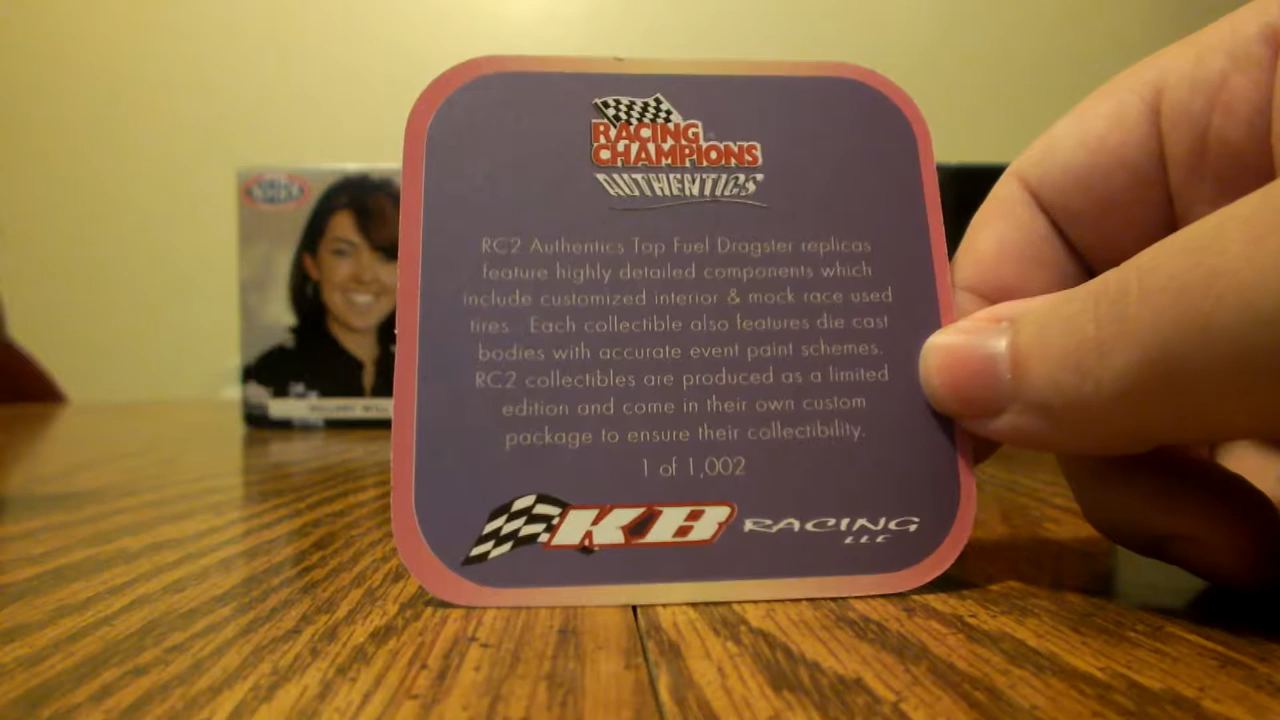 RACING
CHAMPIONS
AUTHENTICS
RC2 Authentics Top Fuel Dragster replicas
feature highly detailed components which
include customized interior & mock race used
tires. Each collectible also features die cast
bodies with accurate event paint schemes.
RC2 collectibles are produced as a limited
edition and come in their own custom
package to ensure their collectibility.
1 of 1,002
KB RACING
LLC